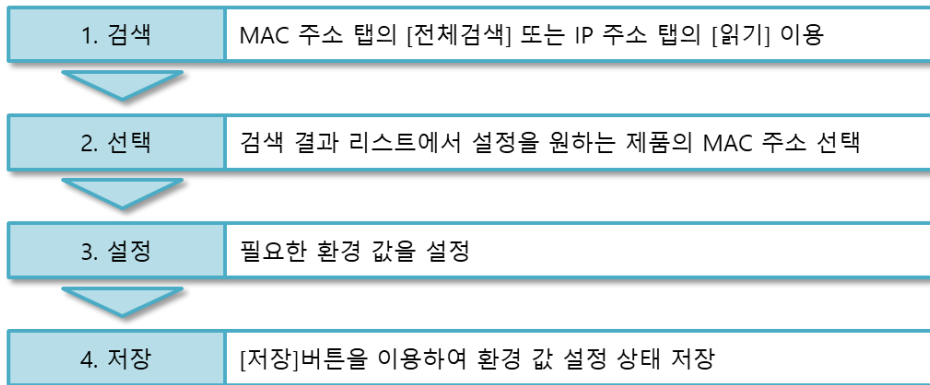 1. 검색
MAC 주소 탭의 [전체검색] 또는 IP 주소 탭의 [읽기] 이용
2. 선택
검색 결과 리스트에서 설정을 원하는 제품의 MAC 주소 선택
3. 설정
필요한 환경 값을 설정
4. 저장
[저장]버튼을 이용하여 환경 값 설정 상태 저장